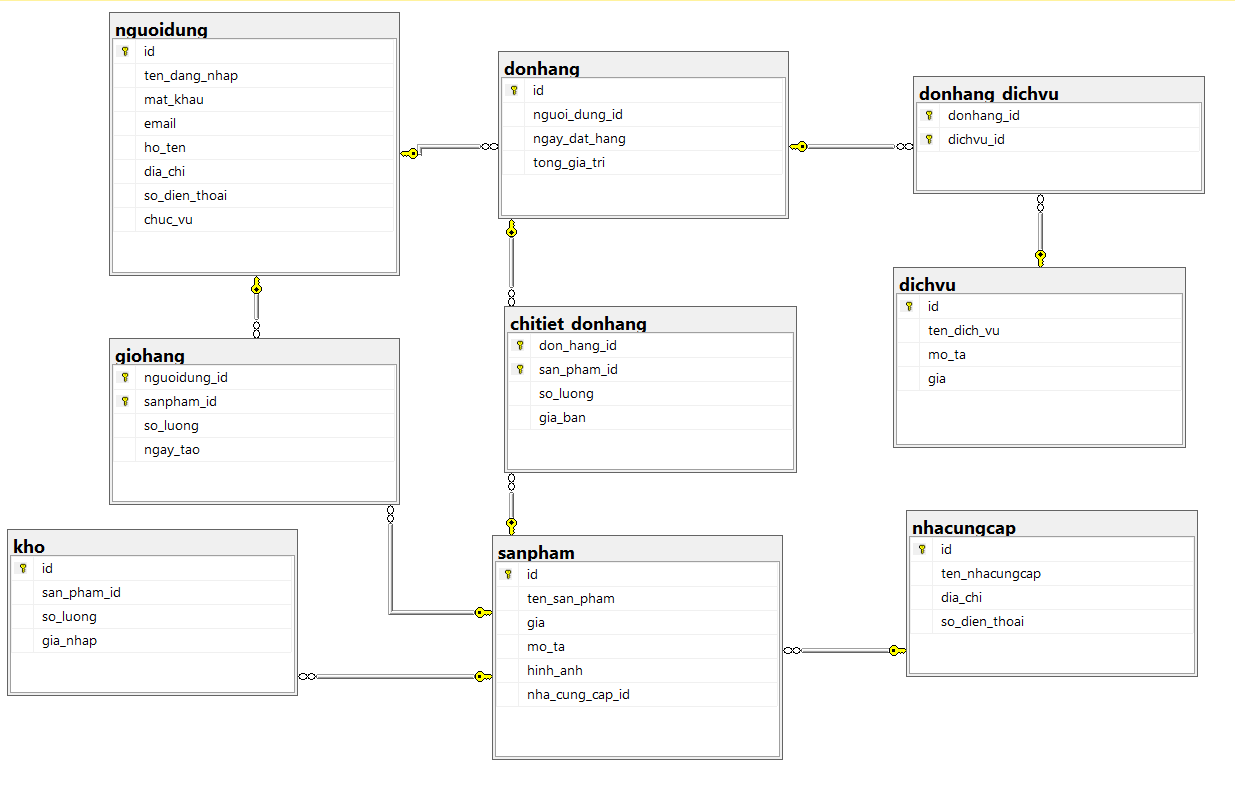 nguoidung
id
ten_dang_nhap
mat_khau
email
ho_ten
dia_chi
so_dien_thoai
chuc_vu
donhang
id
nguoi_dung_id
ngay_dat_hang
tong_gia_tri
donhang_dichvu
donhang_id
dichvu_id
dichvu
id
ten_dich_vu
mo_ta
gia
chitiet_donhang
don_hang_id
san_pham_id
so_luong
gia_ban
giohang
nguoidung_id
sanpham_id
so_luong
ngay_tao
kho
id
san_pham_id
so_luong
gia_nhap
sanpham
id
ten_san_pham
gia
mo_ta
hinh_anh
nha_cung_cap_id
nhacungcap
id
ten_nhacungcap
dia_chi
so_dien_thoai